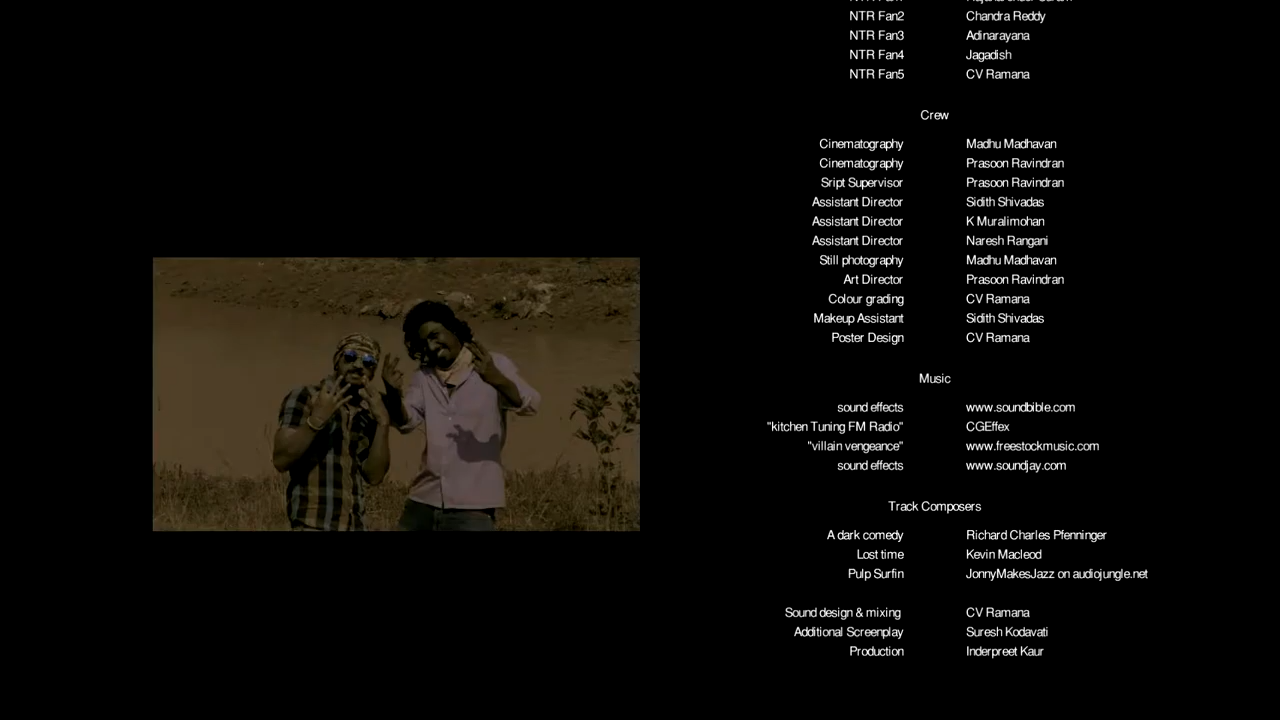 NTR Fan2 Chandra Reddy
NTR Fan3 Adinarayana
NTR Fan4 Jagadish
NTR Fan5 CV Ramana
Crew
Cinematography Madhu Madhavan
Cinematography Prasoon Ravindran
Sript Supervisor Prasoon Ravindran
Assistant Director Sidith Shivadas
Assistant Director K Muralimohan
Assistant Director Naresh Rangani
Still photography Madhu Madhavan
Art Director Prasoon Ravindran
Colour grading CV Ramana
Makeup Assistant Sidith Shivadas
Poster Design CV Ramana
Music
sound effects www.soundbible.com
"kitchen Tuning FM Radio" CGEffex
"villain vengeance" www.freestockmusic.com
sound effects www.soundjay.com
Track Composers
A dark comedy Richard Charles Pfenninger
Lost time Kevin Macleod
Pulp Surfin JonnyMakesJazz on audiojungle.net
Sound design & mixing CV Ramana
Additional Screenplay Suresh Kodavati
Production Inderpreet Kaur